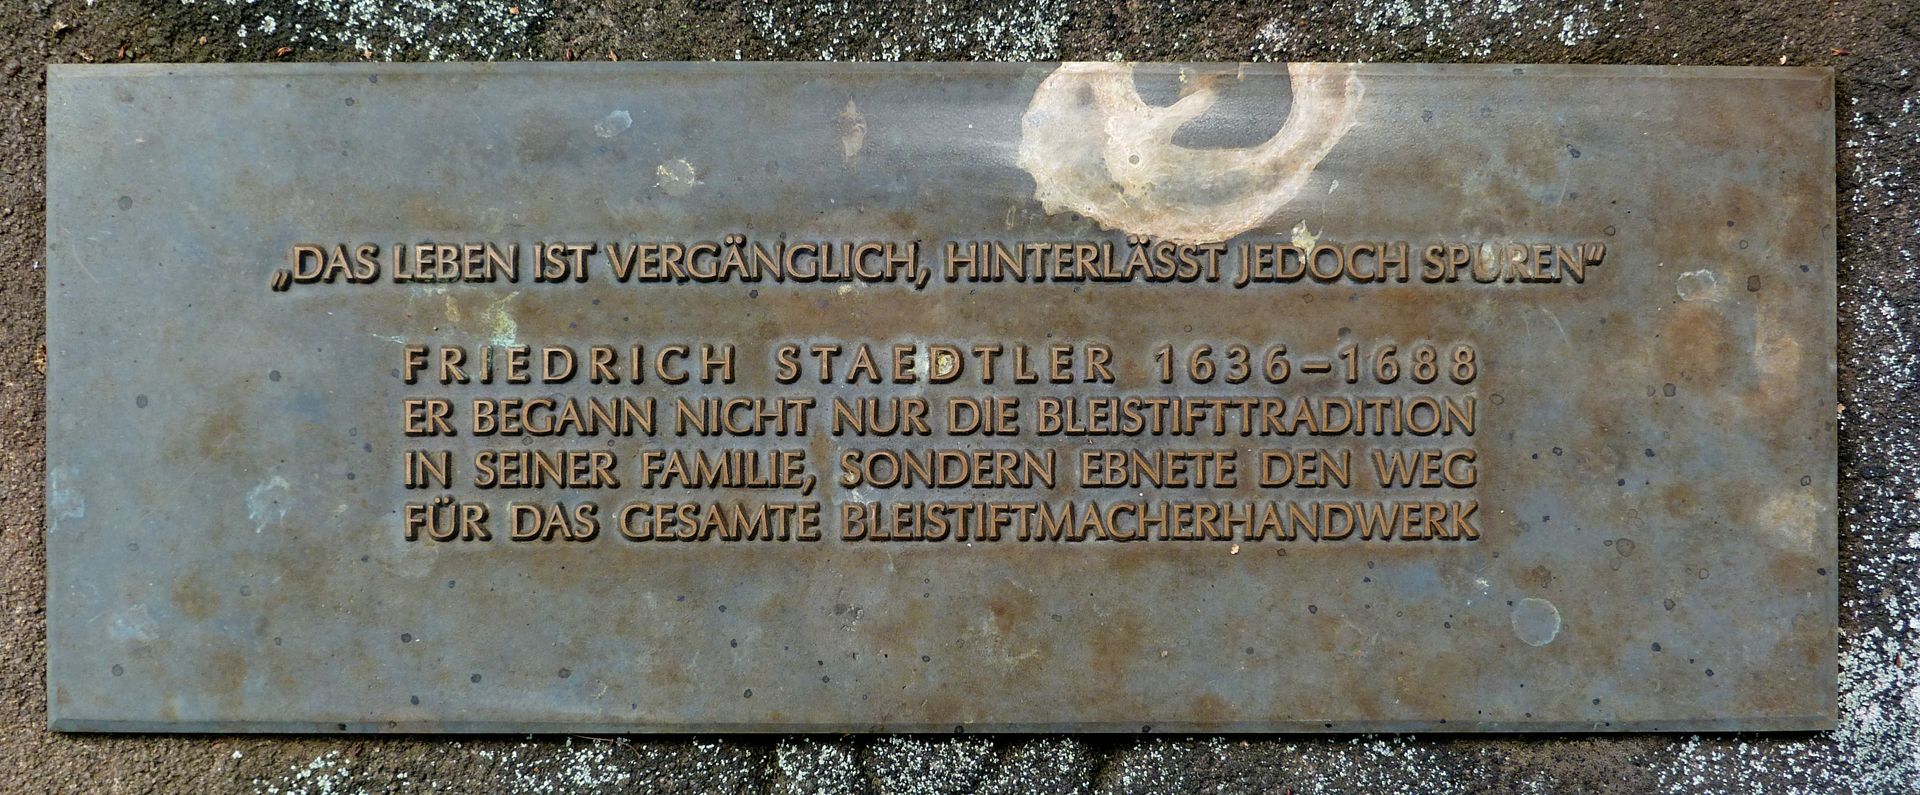 „DAS LEBEN IST VERGÄNGLICH, HINTERLÄSST JEDOCH SPUREN”
FRIEDRICH STAEDTLER 1636–1688
ER BEGANN NICHT NUR DIE BLEISTIFTTRADITION
IN SEINER FAMILIE, SONDERN EBNETE DEN WEG
FÜR DAS GESAMTE BLEISTIFTMACHERHANDWERK